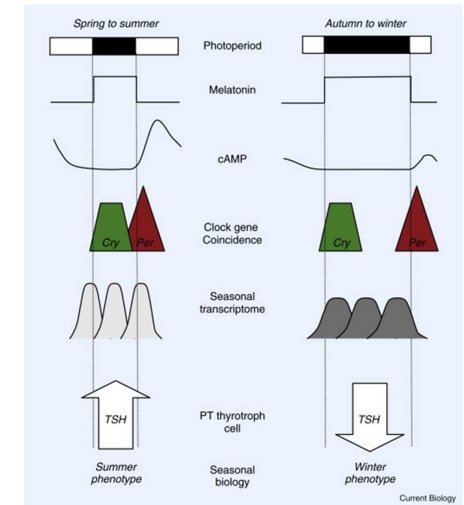 Spring to summer
Autumn to winter
Photoperiod
Melatonin
cAMP
Clock gene
Coincidence
Cry
Per
Cry
Per
Seasonal
transcriptome
TSH
PT thyrotroph
cell
TSH
Summer
phenotype
Seasonal
biology
Winter
phenotype
Current Biology